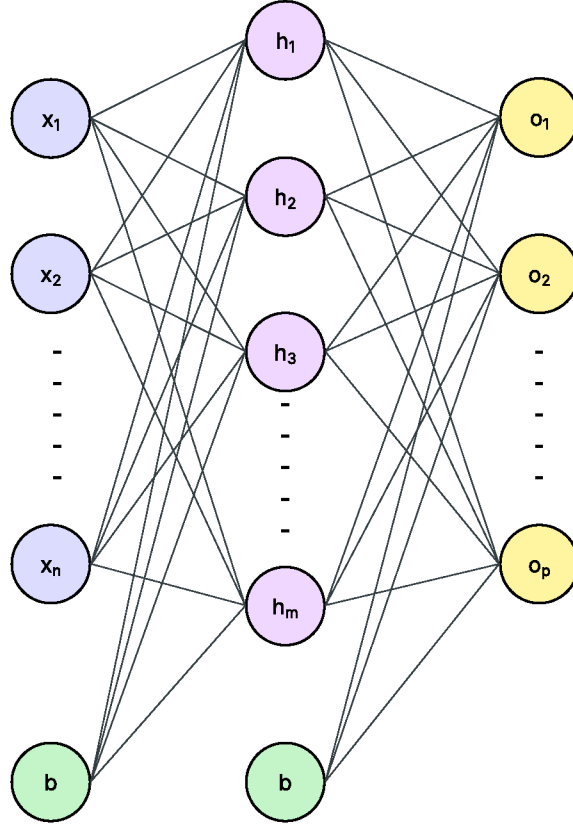 x₁
x₂
xₙ
b
h₁
h₂
h₃
hₘ
b
o₁
o₂
oₚ